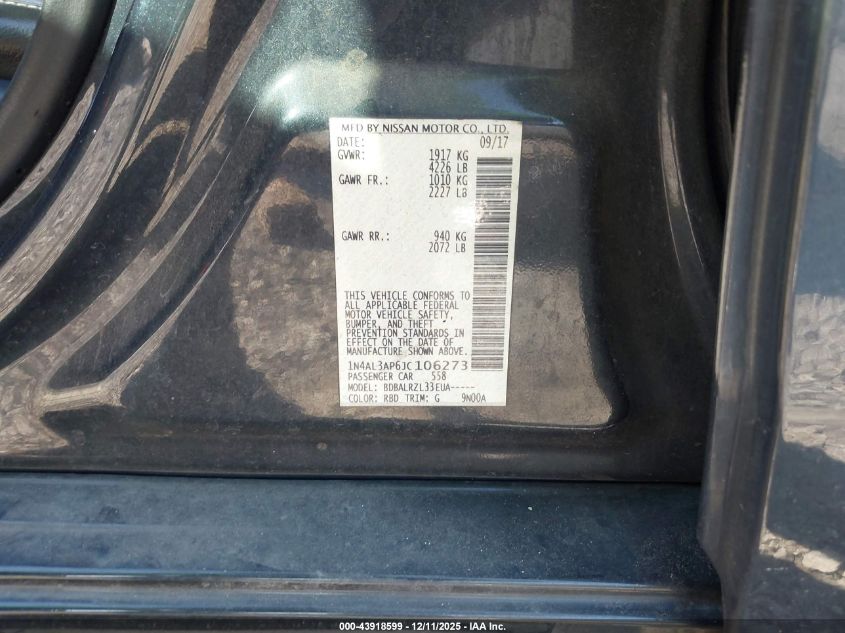 MFD BY NISSAN MOTOR CO., LTD.
DATE: 09/17
GVWR: 1917 KG
4226 LB
GAWR FR.: 1010 KG
2227 LB
GAWR RR.: 940 KG
2072 LB
THIS VEHICLE CONFORMS TO
ALL APPLICABLE FEDERAL
MOTOR VEHICLE SAFETY,
BUMPER, AND THEFT
PREVENTION STANDARDS IN
EFFECT ON THE DATE OF
MANUFACTURE SHOWN ABOVE.
1N4AL3AP6JC106273
PASSENGER CAR 558
MODEL: BDBALRZL33EUA-----
COLOR: RBD TRIM: G 9N00A
000-43918599 - 12/11/2025 - IAA Inc.